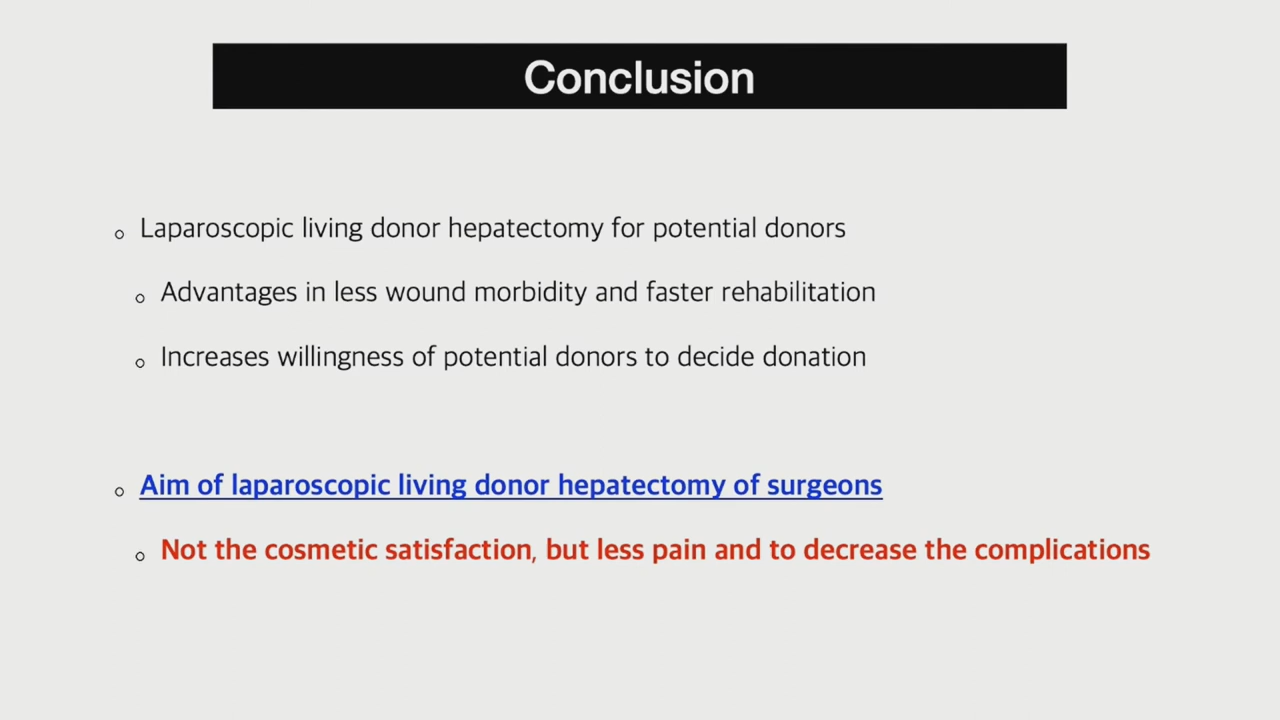 Conclusion
Laparoscopic living donor hepatectomy for potential donors
Advantages in less wound morbidity and faster rehabilitation
Increases willingness of potential donors to decide donation
Aim of laparoscopic living donor hepatectomy of surgeons
Not the cosmetic satisfaction, but less pain and to decrease the complications